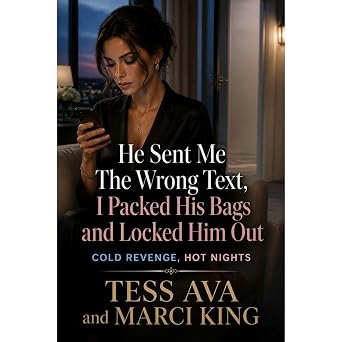 He Sent Me
The Wrong Text,
I Packed His Bags
and Locked Him Out
COLD REVENGE, HOT NIGHTS
TESS AVA
and MARCI KING